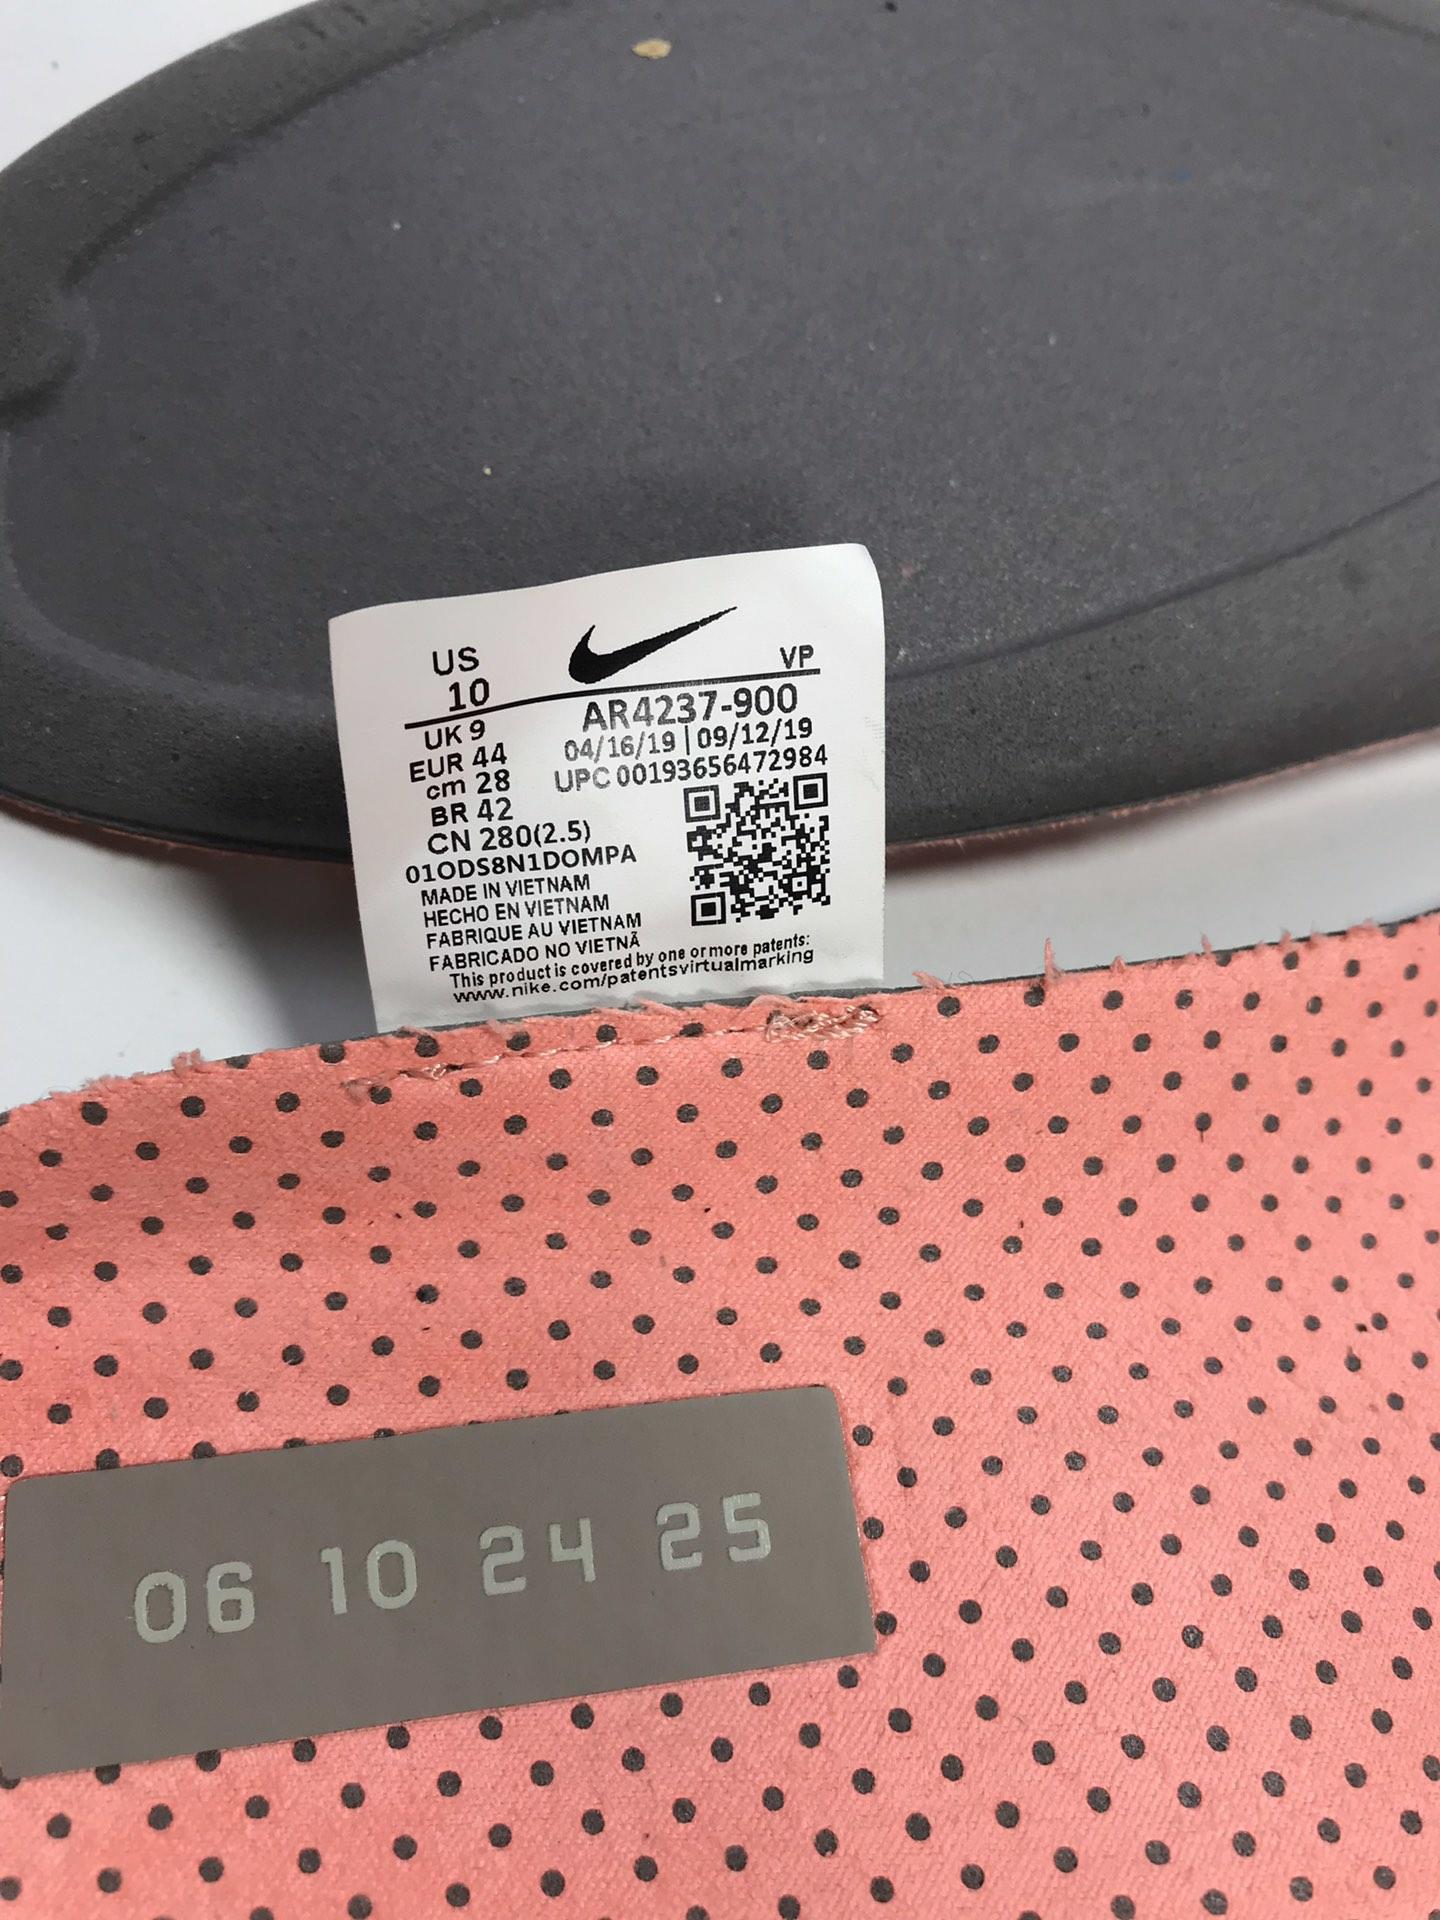 US
10
VP
UK 9
EUR 44
cm 28
BR 42
CN 280(2.5)
AR4237-900
04/16/19 | 09/12/19
UPC 00193656472984
01ODS8N1DOMPA
MADE IN VIETNAM
HECHO EN VIETNAM
FABRIQUE AU VIETNAM
FABRICADO NO VIETNÃ
This product is covered by one or more patents:
www.nike.com/patentsvirtualmarking
06 10 24 25